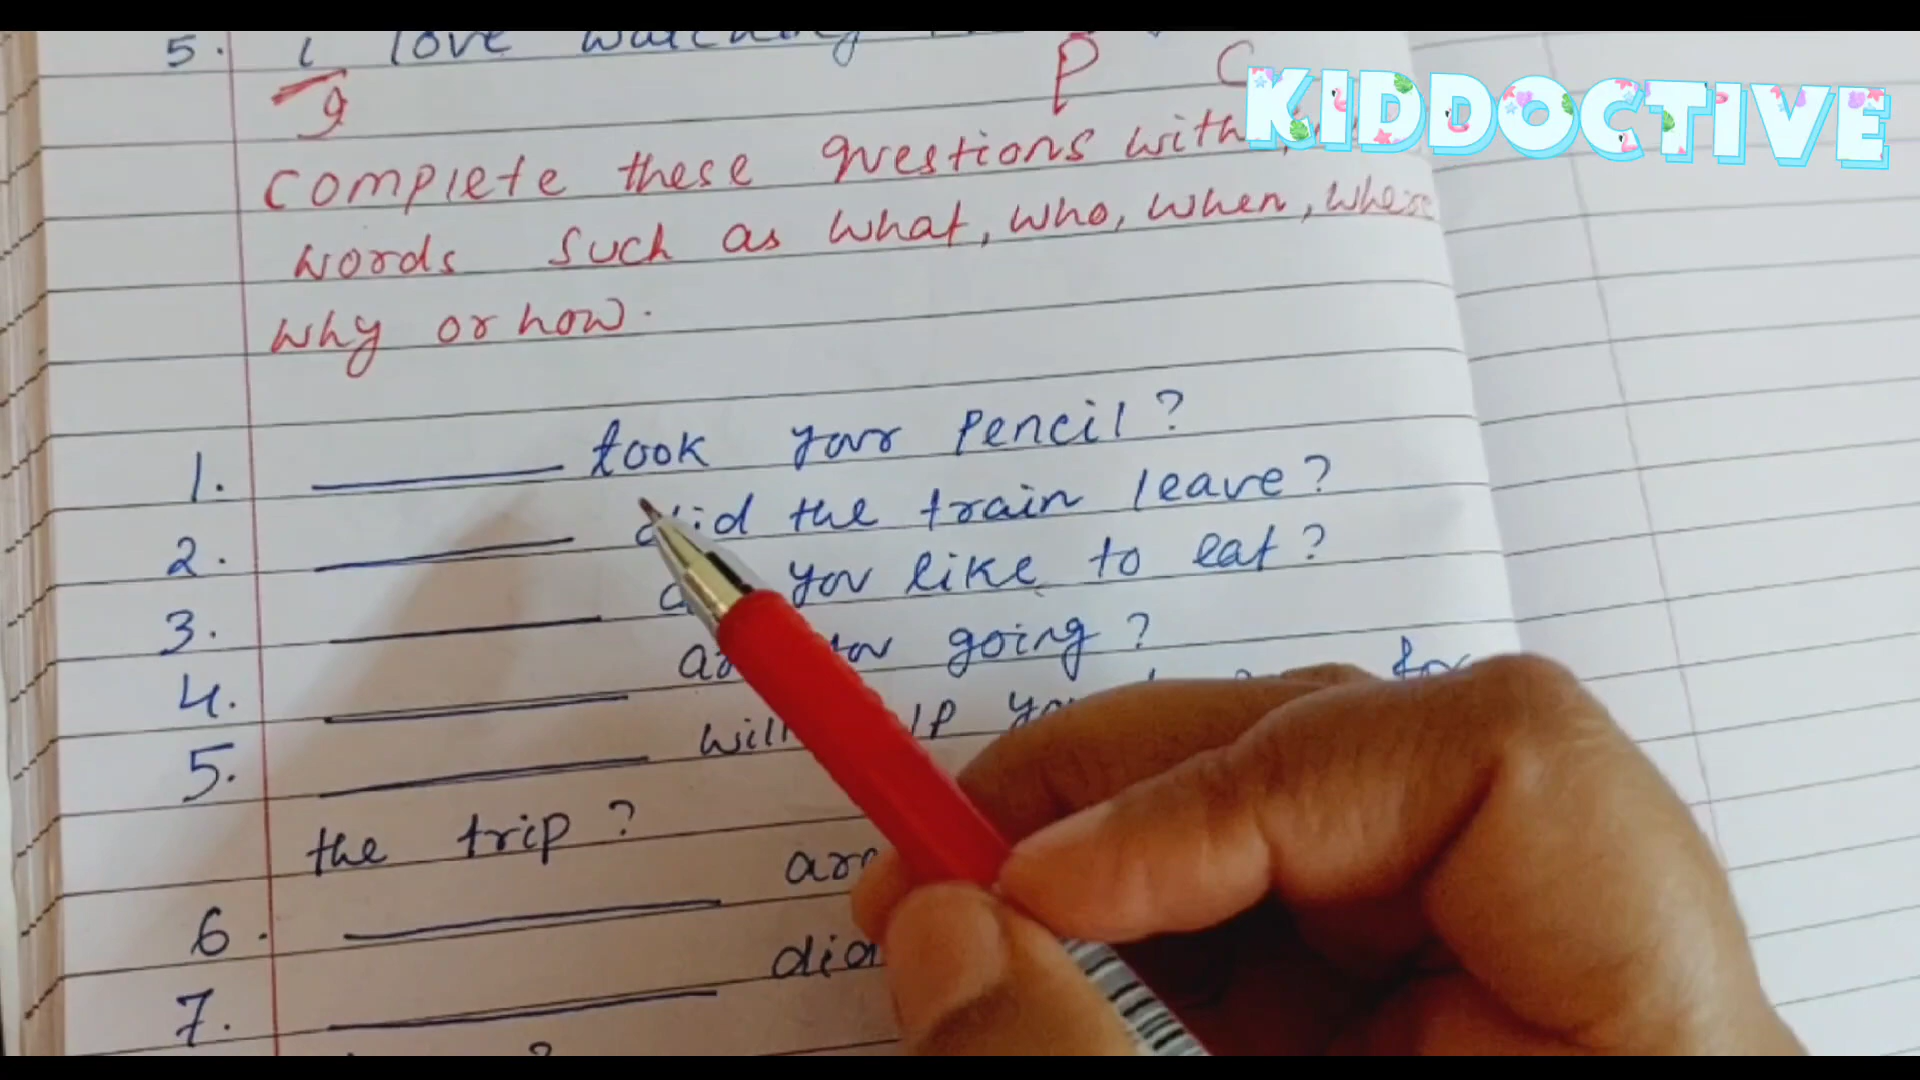 5. i love watching
P C
KIDDOCTIVE
g
Complete these questions with
words such as what, who, when, where
why or how.
1. ________ took your pencil?
2. ________ did the train leave?
3. ________ you like to eat?
4. ________ going?
5. ________ will
the trip?
6. ________
7. ________